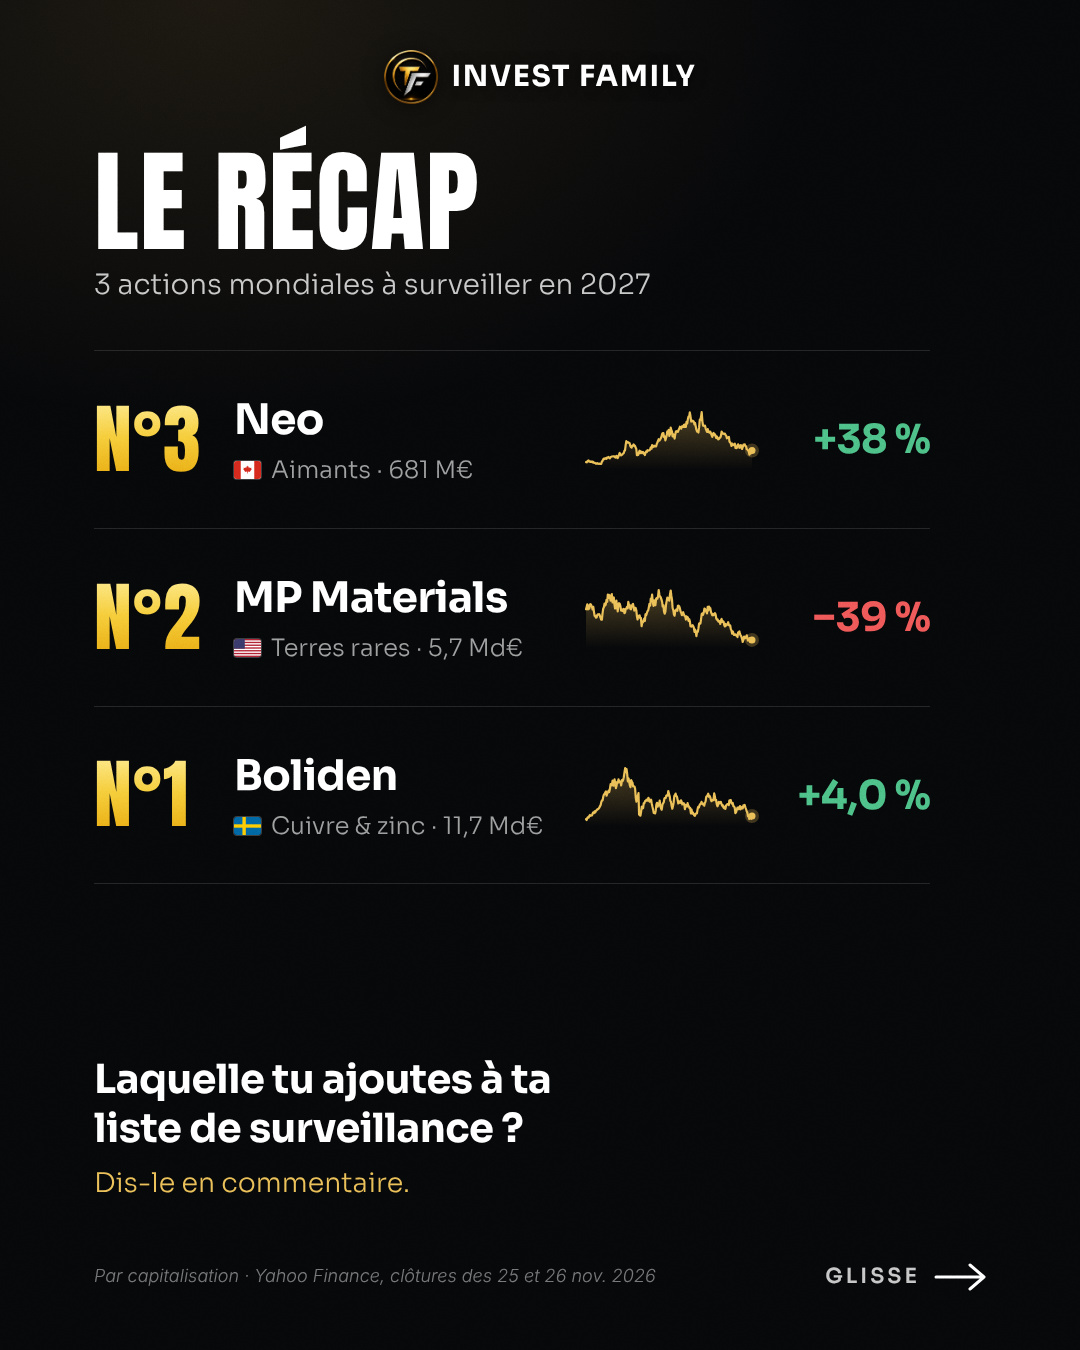 INVEST FAMILY
LE RÉCAP
3 actions mondiales à surveiller en 2027
N°3
Neo
Aimants · 681 M€
+38 %
N°2
MP Materials
Terres rares · 5,7 Md€
−39 %
N°1
Boliden
Cuivre & zinc · 11,7 Md€
+4,0 %
Laquelle tu ajoutes à ta
liste de surveillance ?
Dis-le en commentaire.
Par capitalisation · Yahoo Finance, clôtures des 25 et 26 nov. 2026
GLISSE